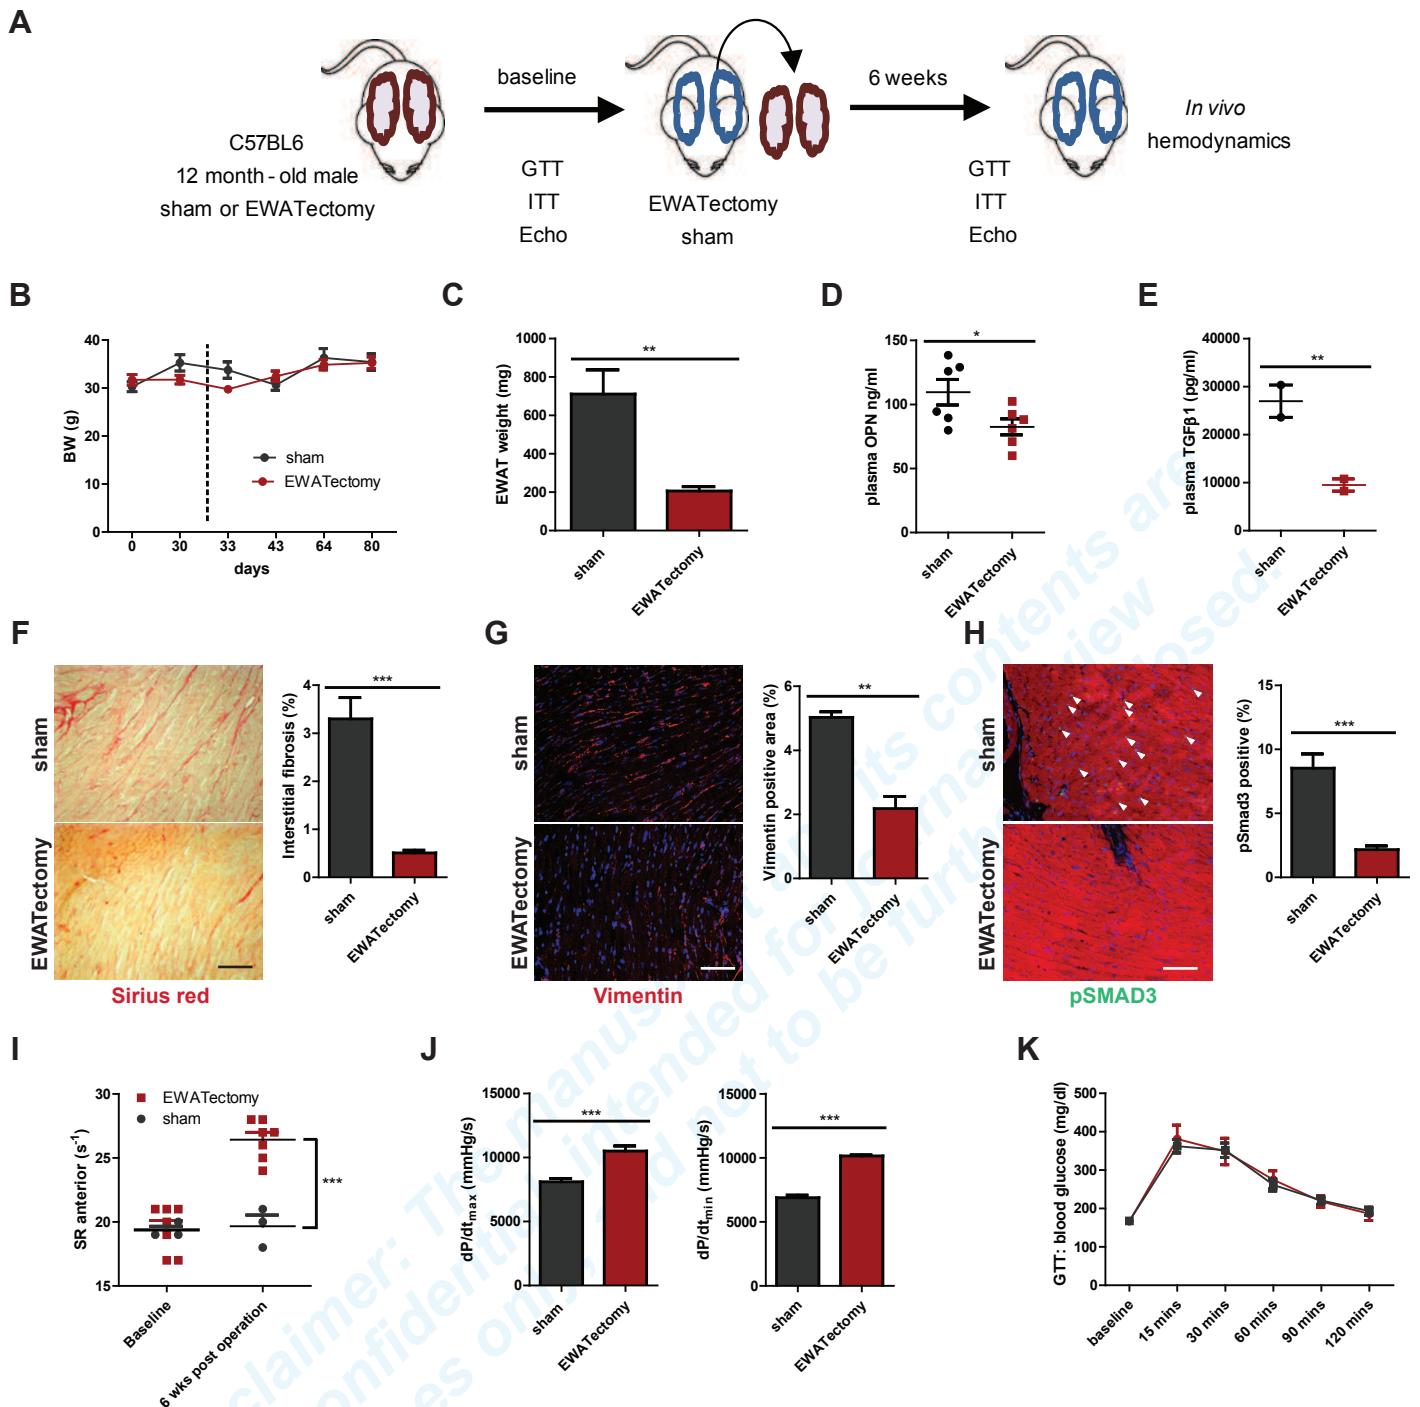 A
C57BL6
12 month-old male
sham or EWATectomy
baseline
GTT
ITT
Echo
EWATectomy
sham
6 weeks
GTT
ITT
Echo
In vivo
hemodynamics
B
BW (g)
40
30
20
10
0
sham
EWATectomy
0 30 33 43 64 80
days
C
EWAT weight (mg)
1000
800
600
400
200
0
**
sham
EWATectomy
D
plasma OPN ng/ml
150
100
50
0
*
sham
EWATectomy
E
plasma TGFβ1 (pg/ml)
40000
30000
20000
10000
0
**
sham
EWATectomy
F
sham
EWATectomy
Sirius red
Interstitial fibrosis (%)
4
3
2
1
0
***
sham
EWATectomy
G
sham
EWATectomy
Vimentin
Vimentin positive area (%)
6
4
2
0
**
sham
EWATectomy
H
sham
EWATectomy
pSMAD3
pSmad3 positive (%)
15
10
5
0
***
sham
EWATectomy
I
SR anterior (s-1)
30
25
20
15
EWATectomy
sham
***
Baseline
6 wks post operation
J
dP/dtmax (mmHg/s)
15000
10000
5000
0
***
sham
EWATectomy
dP/dtmin (mmHg/s)
15000
10000
5000
0
***
sham
EWATectomy
K
GTT: blood glucose (mg/dl)
500
400
300
200
100
0
baseline
15 mins
30 mins
60 mins
90 mins
120 mins